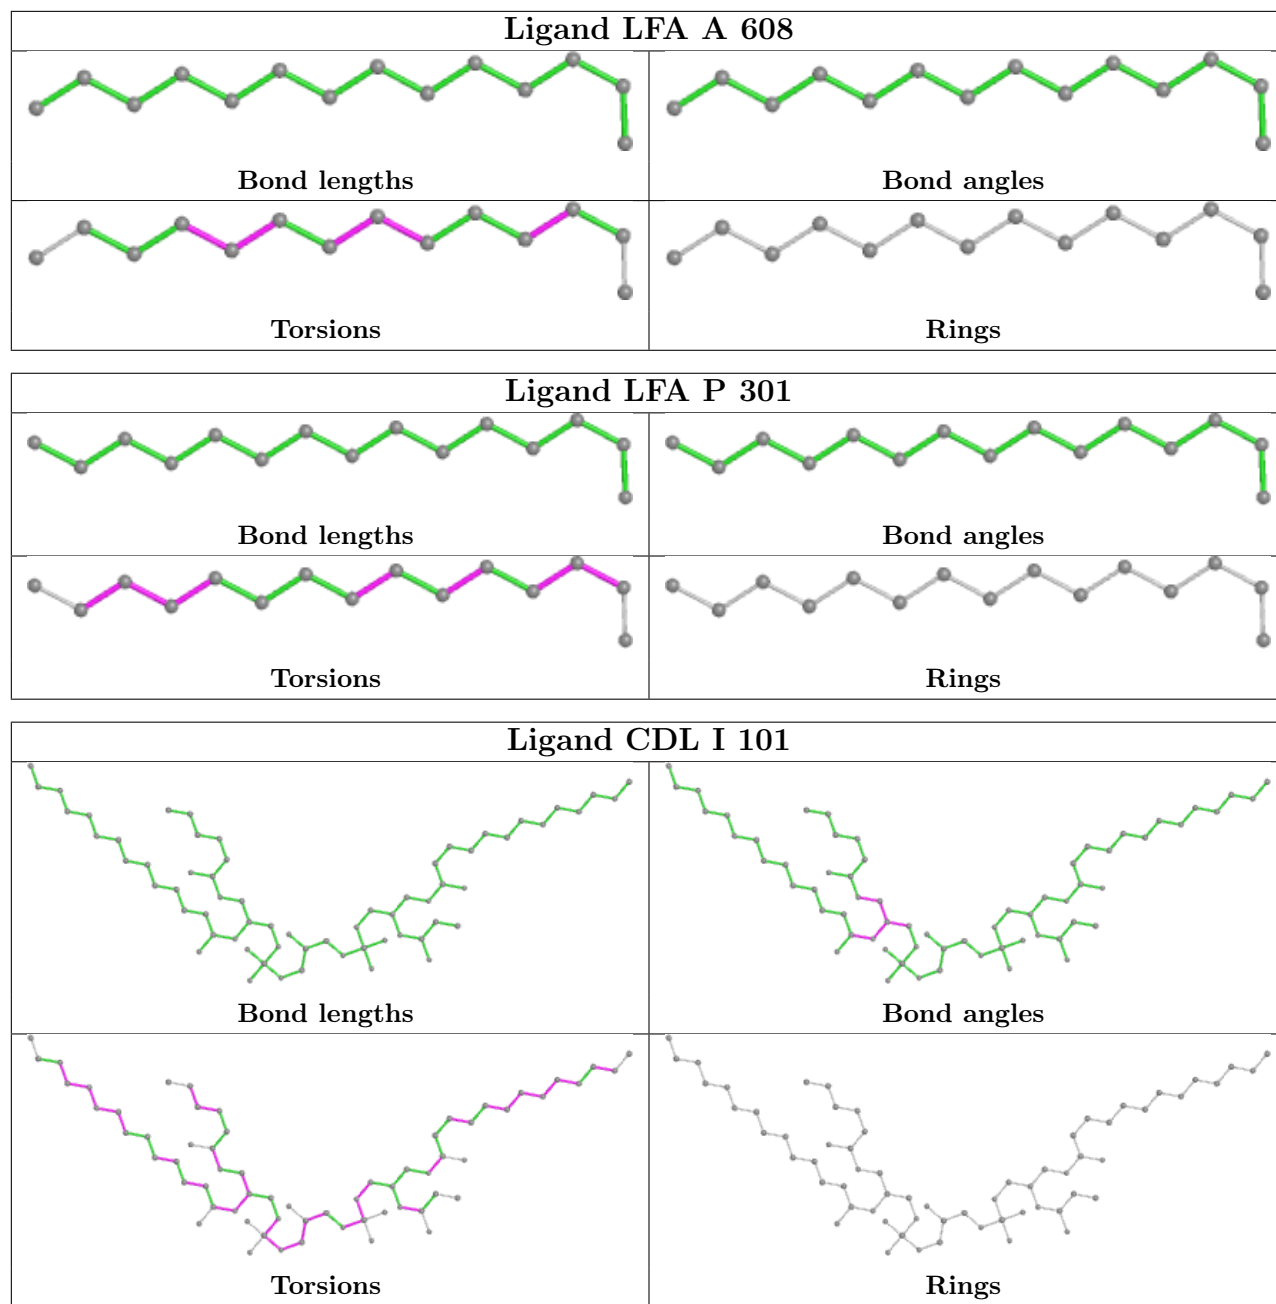 Ligand LFA A 608
Bond lengths
Bond angles
Torsions
Rings
Ligand LFA P 301
Bond lengths
Bond angles
Torsions
Rings
Ligand CDL I 101
Bond lengths
Bond angles
Torsions
Rings